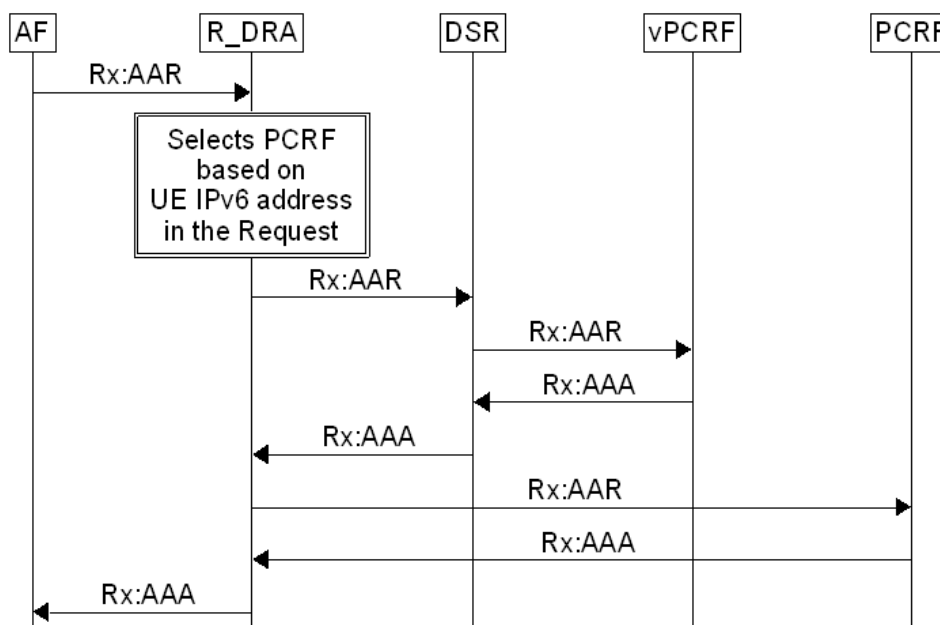 AF
R_DRA
DSR
vPCRF
PCRF
Rx:AAR
Selects PCRF
based on
UE IPv6 address
in the Request
Rx:AAR
Rx:AAR
Rx:AAA
Rx:AAA
Rx:AAR
Rx:AAA
Rx:AAA